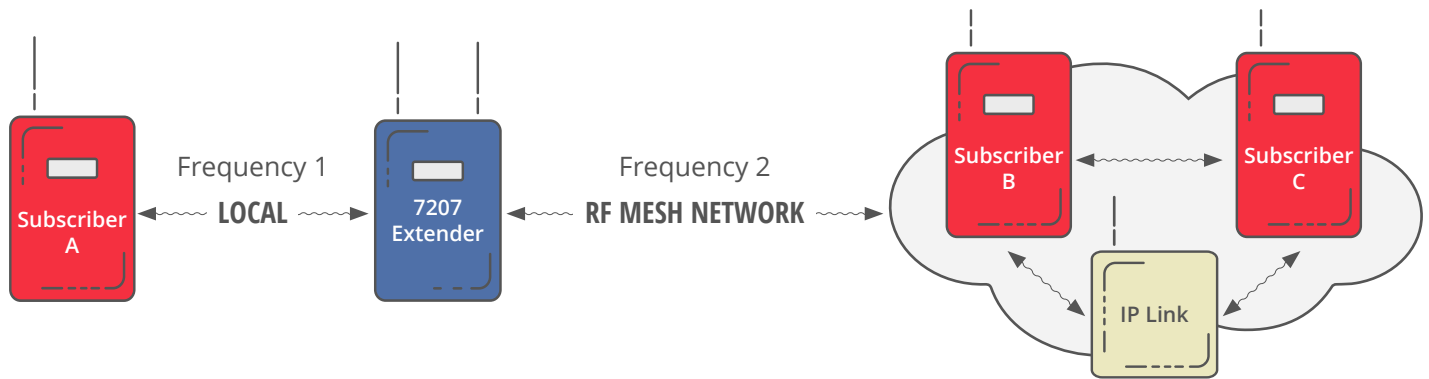 Frequency 1
LOCAL
Subscriber
A
7207
Extender
Frequency 2
RF MESH NETWORK
Subscriber
B
Subscriber
C
IP Link